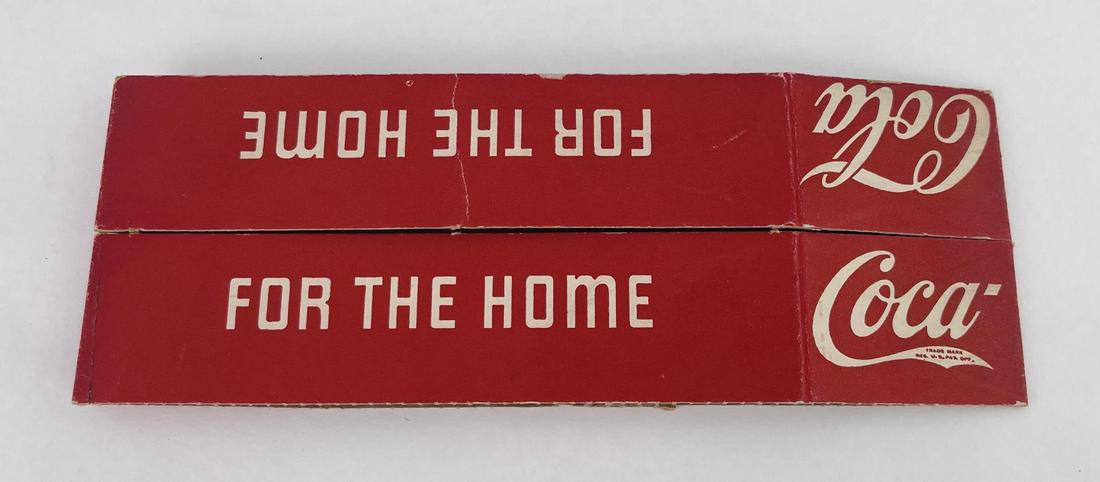 FOR THE HOME
Cola
FOR THE HOME
Coca-
TRADE MARK
REG. U.S. PAT. OFF.